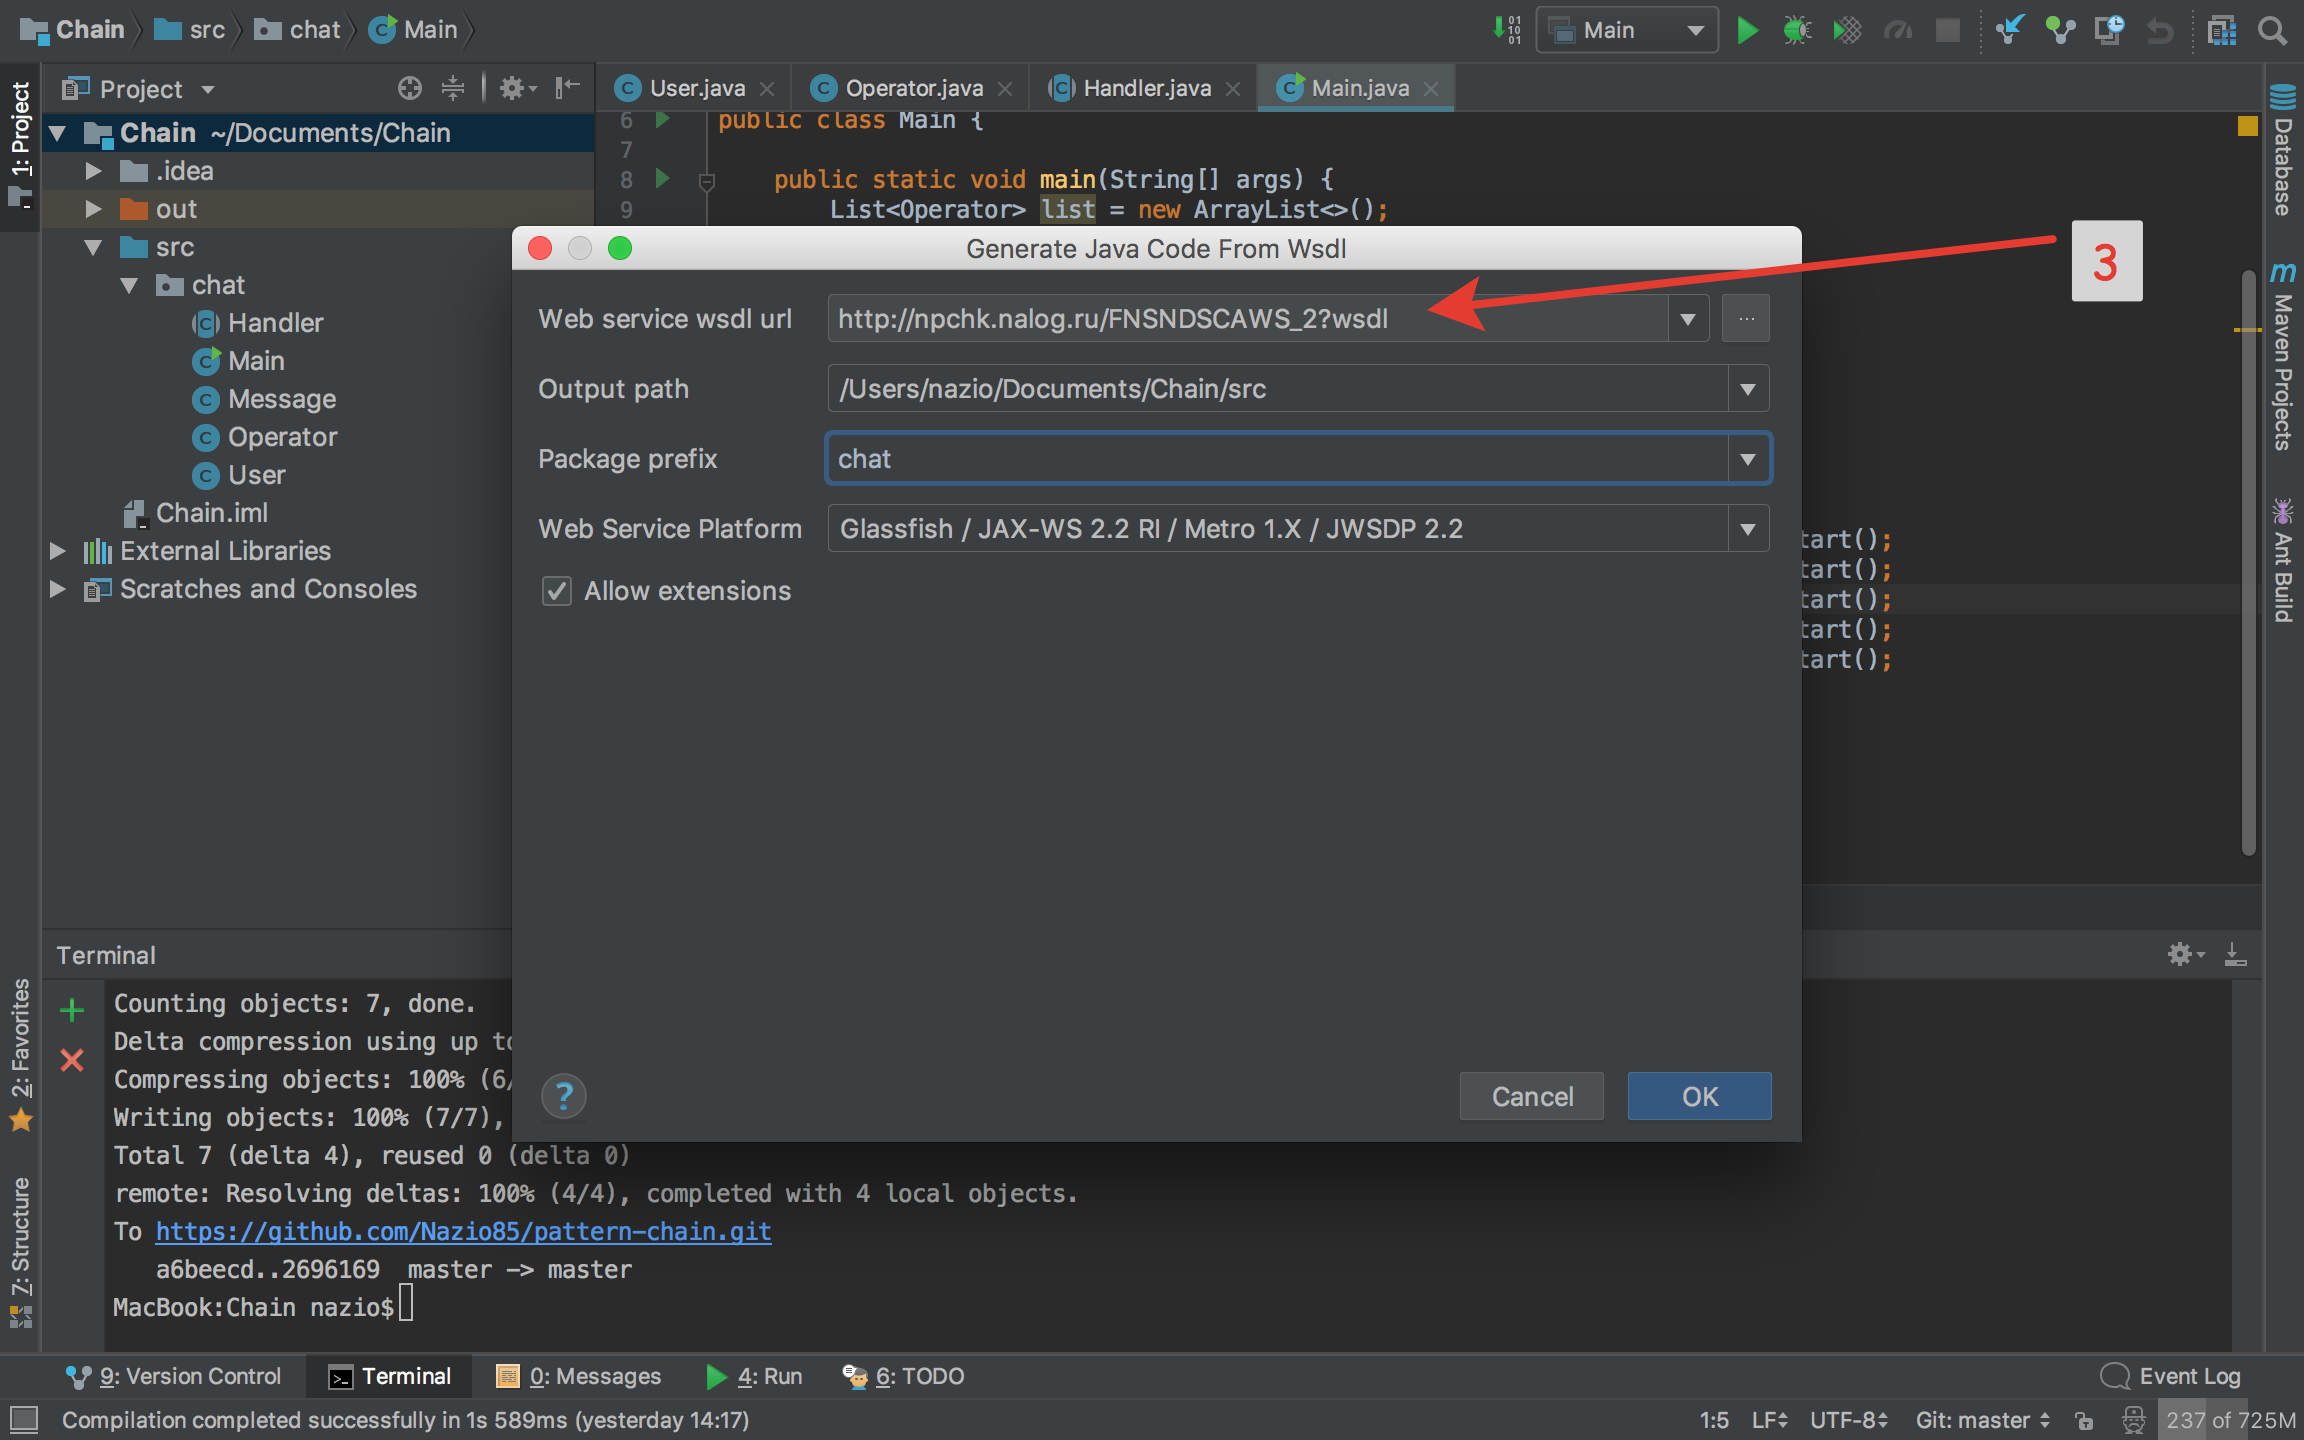 Chain src chat Main
Main
Project
User.java Operator.java Handler.java Main.java
1: Project
Chain ~/Documents/Chain
.idea
out
src
chat
Handler
Main
Message
Operator
User
Chain.iml
External Libraries
Scratches and Consoles
6 public class Main {
7
8 public static void main(String[] args) {
9 List<Operator> list = new ArrayList<>();
Generate Java Code From Wsdl
3
Web service wsdl url http://npchk.nalog.ru/FNSNDSCAWS_2?wsdl ...
Output path /Users/nazio/Documents/Chain/src
Package prefix chat
Web Service Platform Glassfish / JAX-WS 2.2 RI / Metro 1.X / JWSDP 2.2
Allow extensions
? Cancel OK
tart();
tart();
tart();
tart();
tart();
Database
Maven Projects
Ant Build
Terminal
Counting objects: 7, done.
Delta compression using up to
Compressing objects: 100% (6/
Writing objects: 100% (7/7),
Total 7 (delta 4), reused 0 (delta 0)
remote: Resolving deltas: 100% (4/4), completed with 4 local objects.
To https://github.com/Nazio85/pattern-chain.git
a6beecd..2696169 master -> master
MacBook:Chain nazio$
2: Favorites
7: Structure
9: Version Control Terminal 0: Messages 4: Run 6: TODO Event Log
Compilation completed successfully in 1s 589ms (yesterday 14:17) 1:5 LF UTF-8 Git: master 237 of 725M